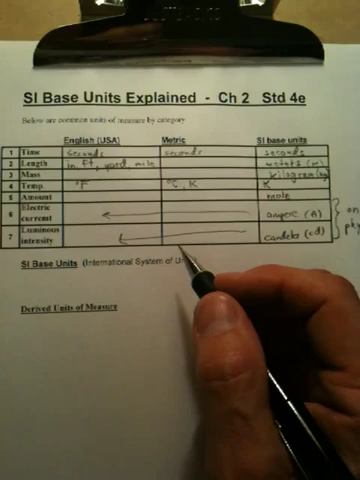 SI Base Units Explained - Ch 2 Std 4e
Below are common units of measure by category
English (USA) Metric SI base units
1 Time seconds seconds seconds
2 Length in, ft, yard, mile meters (m)
3 Mass kilogram (kg)
4 Temp. °F °C, K K
5 Amount mole
6 Electric current ampere (A)
7 Luminous intensity candela (cd)
on
phy
SI Base Units (International System of Un
Derived Units of Measure